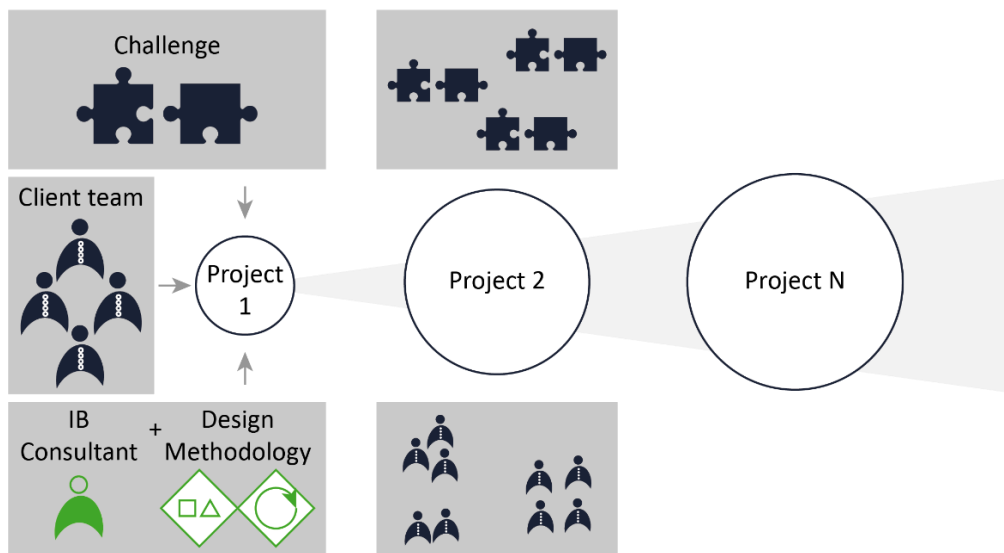 Challenge
Client team
Project
1
Project 2
Project N
IB
Consultant
+
Design
Methodology